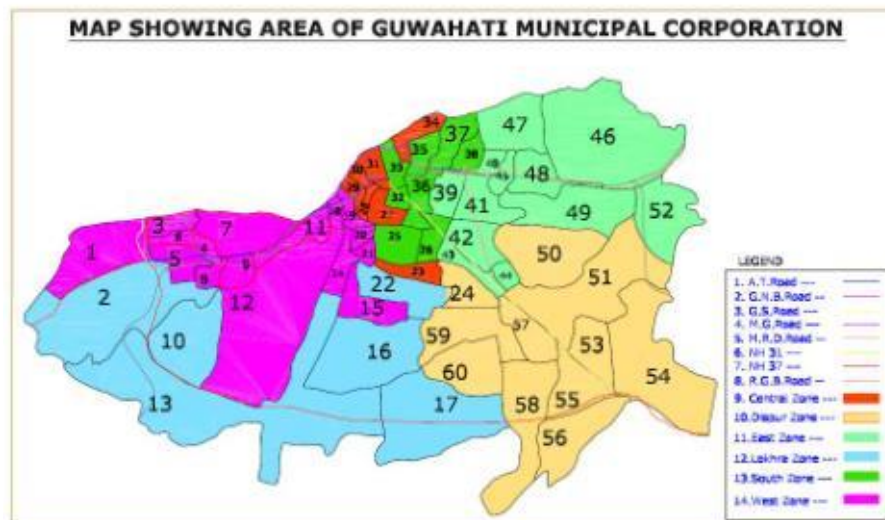 MAP SHOWING AREA OF GUWAHATI MUNICIPAL CORPORATION
34
47
46
37
35
38
31
33
48
36
39
32
41
52
49
3
7
11
1
42
50
5
25
51
2
9
12
22
23
24
44
15
10
59
57
53
16
60
54
13
17
58
55
56
LEGEND
1. A.T.Road
2. G.N.B.Road
3. G.S.Road
4. M.G.Road
5. M.R.D.Road
6. NH 31
7. NH 37
8. R.G.B.Road
9. Central Zone
10.Dispur Zone
11.East Zone
12.Lokhra Zone
13.South Zone
14.West Zone